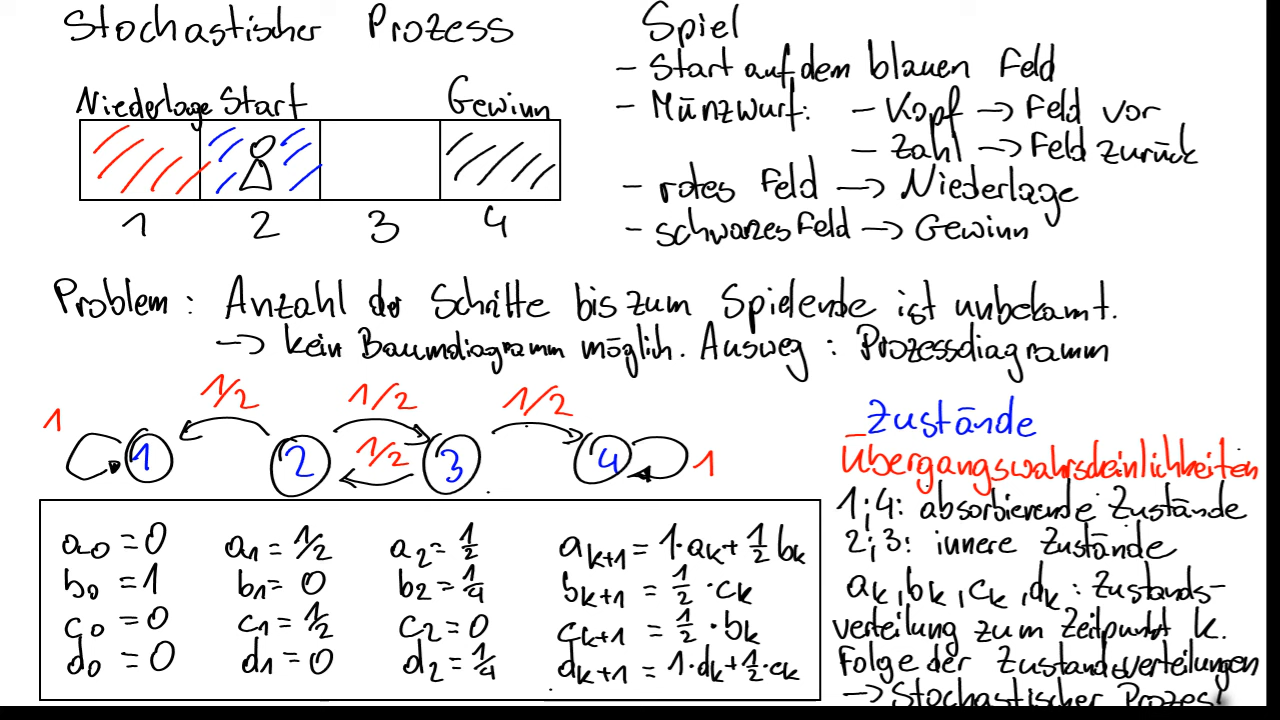 Stochastischer Prozess
Niederlage Start Gewinn
1 2 3 4
Spiel
- Start auf dem blauen Feld
- Münzwurf: - Kopf → Feld vor
- Zahl → Feld zurück
- rotes Feld → Niederlage
- schwarzes Feld → Gewinn
Problem: Anzahl der Schritte bis zum Spielende ist unbekannt.
→ kein Baumdiagramm möglich. Ausweg: Prozessdiagramm
1 1/2 1/2 1/2
1 2 1/2 3 4 1
Zustände
Übergangswahrscheinlichkeiten
1;4: absorbierende Zustände
2;3: innere Zustände
ak, bk, ck, dk: Zustands-
verteilung zum Zeitpunkt k.
Folge der Zustandsverteilungen
→ Stochastischer Prozess
a0 = 0 a1 = 1/2 a2 = 1/2 ak+1 = 1·ak + 1/2 bk
b0 = 1 b1 = 0 b2 = 1/4 bk+1 = 1/2 · ck
c0 = 0 c1 = 1/2 c2 = 0 ck+1 = 1/2 · bk
d0 = 0 d1 = 0 d2 = 1/4 dk+1 = 1·dk + 1/2·ck